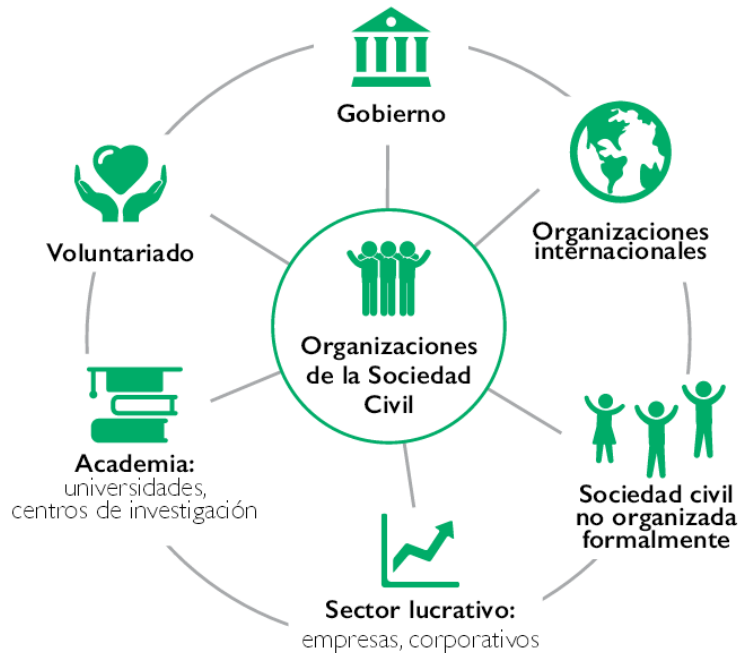 Gobierno
Organizaciones
internacionales
Voluntariado
Organizaciones
de la Sociedad
Civil
Academia:
universidades,
centros de investigación
Sociedad civil
no organizada
formalmente
Sector lucrativo:
empresas, corporativos